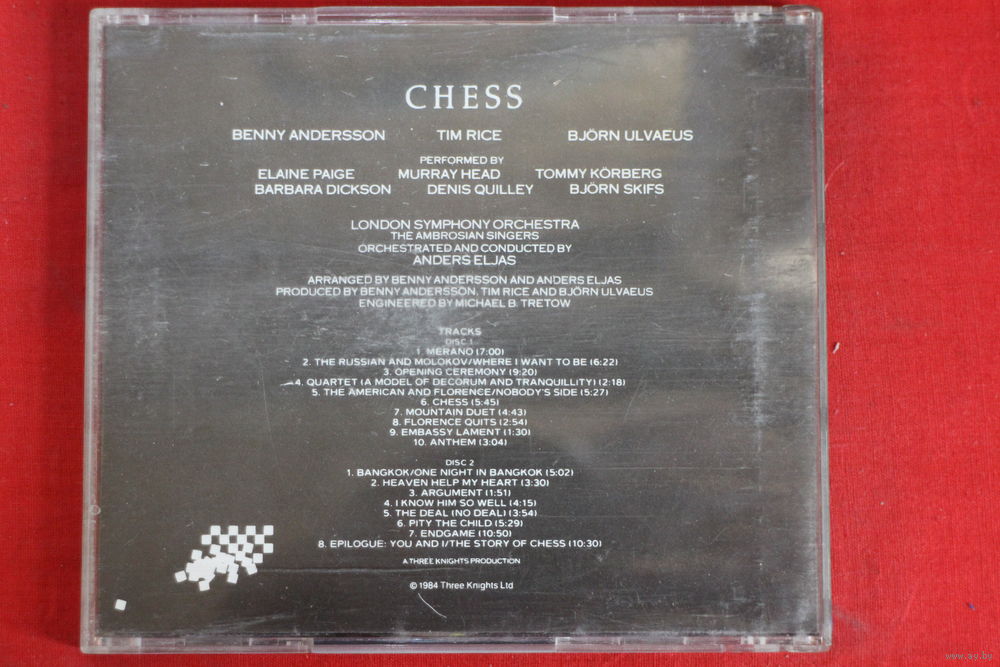 CHESS
BENNY ANDERSSON TIM RICE BJÖRN ULVAEUS
PERFORMED BY
ELAINE PAIGE MURRAY HEAD TOMMY KÖRBERG
BARBARA DICKSON DENIS QUILLEY BJÖRN SKIFS
LONDON SYMPHONY ORCHESTRA
THE AMBROSIAN SINGERS
ORCHESTRATED AND CONDUCTED BY
ANDERS ELJAS
ARRANGED BY BENNY ANDERSSON AND ANDERS ELJAS
PRODUCED BY BENNY ANDERSSON, TIM RICE AND BJÖRN ULVAEUS
ENGINEERED BY MICHAEL B. TRETOW
TRACKS
DISC 1
1. MERANO (7:00)
2. THE RUSSIAN AND MOLOKOV/WHERE I WANT TO BE (6:22)
3. OPENING CEREMONY (9:20)
4. QUARTET (A MODEL OF DECORUM AND TRANQUILLITY) (2:18)
5. THE AMERICAN AND FLORENCE/NOBODY'S SIDE (5:27)
6. CHESS (5:45)
7. MOUNTAIN DUET (4:43)
8. FLORENCE QUITS (2:54)
9. EMBASSY LAMENT (1:30)
10. ANTHEM (3:04)
DISC 2
1. BANGKOK/ONE NIGHT IN BANGKOK (5:02)
2. HEAVEN HELP MY HEART (3:30)
3. ARGUMENT (1:51)
4. I KNOW HIM SO WELL (4:15)
5. THE DEAL (NO DEAL) (3:54)
6. PITY THE CHILD (5:29)
7. ENDGAME (10:50)
8. EPILOGUE: YOU AND I/THE STORY OF CHESS (10:30)
A THREE KNIGHTS PRODUCTION
© 1984 Three Knights Ltd
www.ay.by